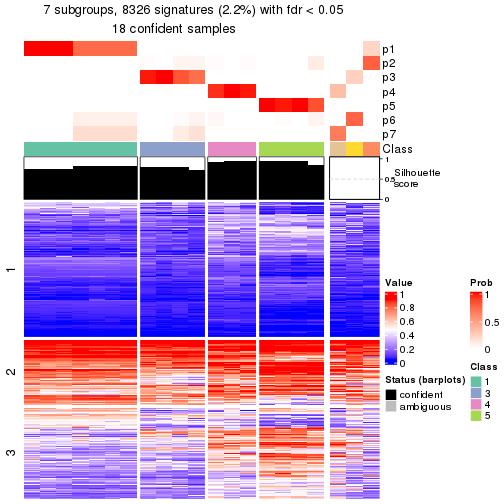 7 subgroups, 8326 signatures (2.2%) with fdr < 0.05
18 confident samples
p1
p2
p3
p4
p5
p6
p7
Class
1
0.5
0
Silhouette
score
1
2
3
Value
1
0.8
0.6
0.4
0.2
0
Prob
1
0.5
0
Status (barplots)
confident
ambiguous
Class
1
3
4
5